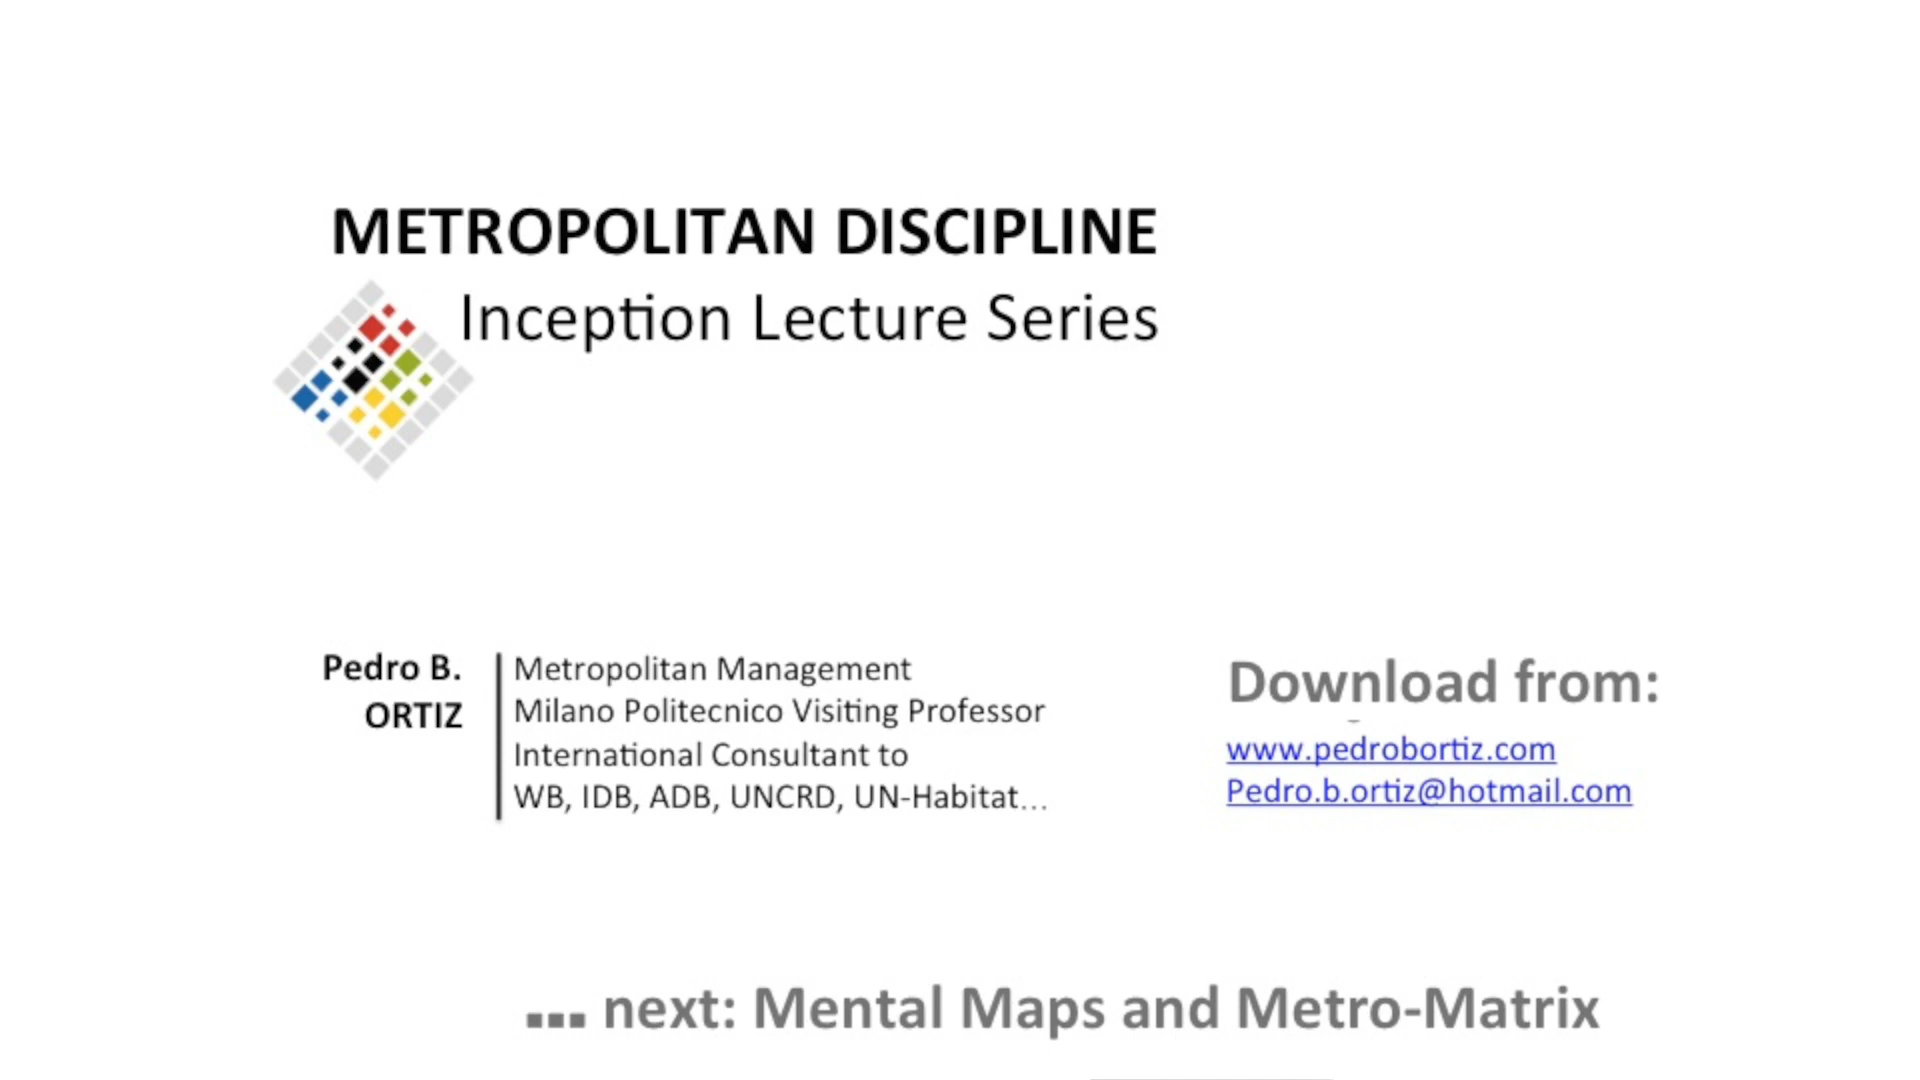 METROPOLITAN DISCIPLINE
Inception Lecture Series
Pedro B.
ORTIZ
Metropolitan Management
Milano Politecnico Visiting Professor
International Consultant to
WB, IDB, ADB, UNCRD, UN-Habitat...
Download from:
www.pedrobortiz.com
Pedro.b.ortiz@hotmail.com
... next: Mental Maps and Metro-Matrix